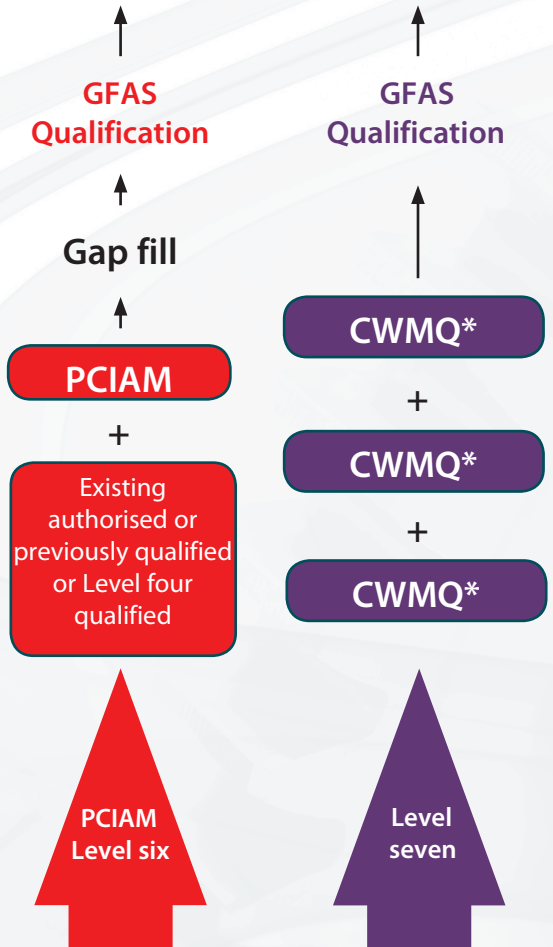 GFAS
Qualification
Gap fill
PCIAM
+
Existing
authorised or
previously qualified
or Level four
qualified
PCIAM
Level six
GFAS
Qualification
CWMQ*
+
CWMQ*
+
CWMQ*
Level
seven